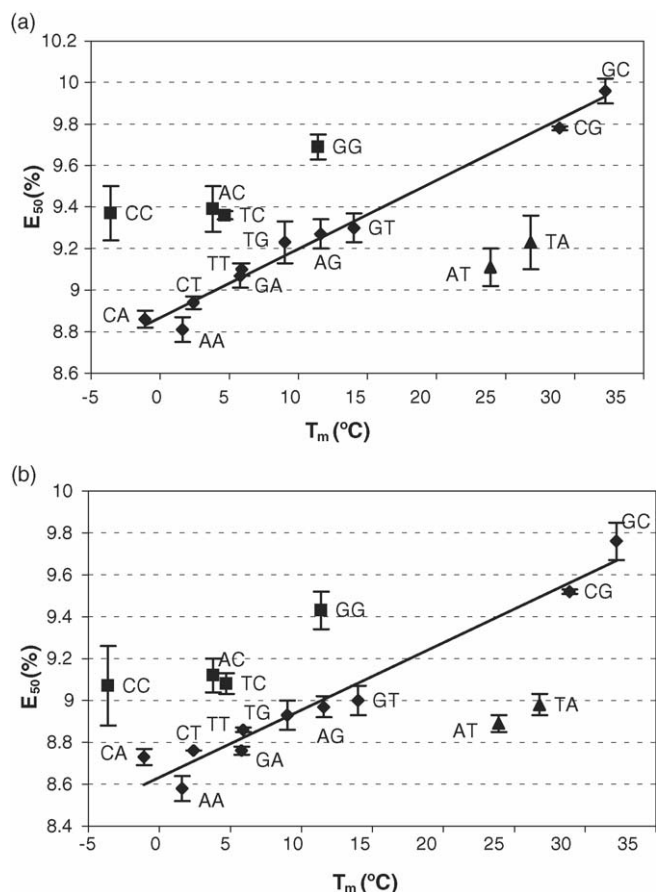 (a)
10.2
10
9.8
9.6
9.4
9.2
9
8.8
8.6
E50(%)
GC
CG
GG
CC
AC
TC
TG
GT
AG
TA
AT
TT
GA
CT
CA
AA
-5 0 5 10 15 20 25 30 35
Tm (ºC)
(b)
10
9.8
9.6
9.4
9.2
9
8.8
8.6
8.4
E50(%)
GC
CG
GG
CC
AC
TC
TG
GT
AG
TA
AT
TT
GA
CT
CA
AA
-5 0 5 10 15 20 25 30 35
Tm (ºC)